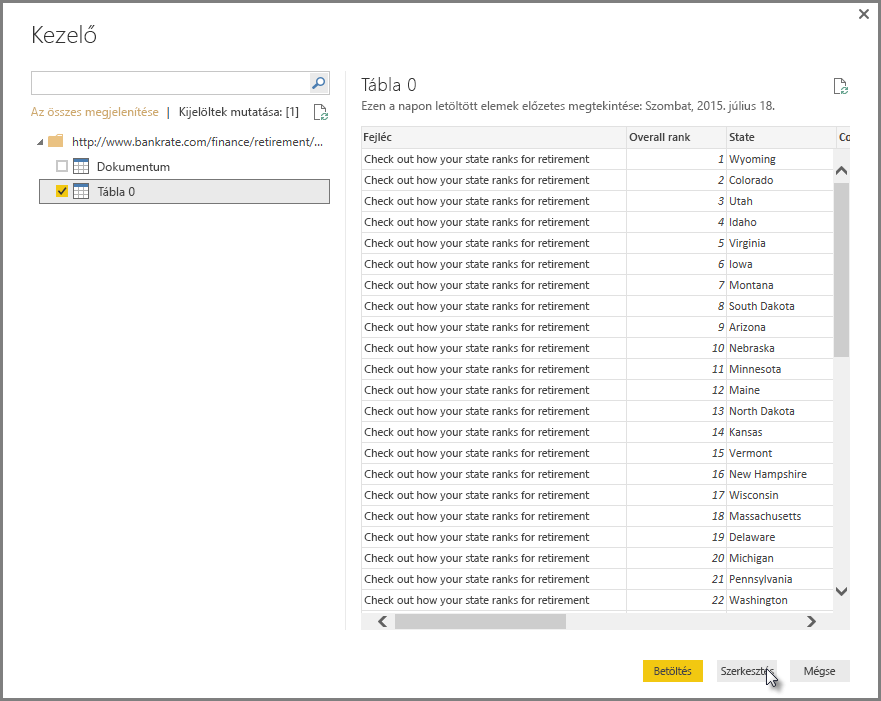 Kezelő
Az összes megjelenítése | Kijelöltek mutatása: [1]
http://www.bankrate.com/finance/retirement/...
Dokumentum
Tábla 0
Tábla 0
Ezen a napon letöltött elemek előzetes megtekintése: Szombat, 2015. július 18.
Fejléc Overall rank State Co
Check out how your state ranks for retirement 1 Wyoming
Check out how your state ranks for retirement 2 Colorado
Check out how your state ranks for retirement 3 Utah
Check out how your state ranks for retirement 4 Idaho
Check out how your state ranks for retirement 5 Virginia
Check out how your state ranks for retirement 6 Iowa
Check out how your state ranks for retirement 7 Montana
Check out how your state ranks for retirement 8 South Dakota
Check out how your state ranks for retirement 9 Arizona
Check out how your state ranks for retirement 10 Nebraska
Check out how your state ranks for retirement 11 Minnesota
Check out how your state ranks for retirement 12 Maine
Check out how your state ranks for retirement 13 North Dakota
Check out how your state ranks for retirement 14 Kansas
Check out how your state ranks for retirement 15 Vermont
Check out how your state ranks for retirement 16 New Hampshire
Check out how your state ranks for retirement 17 Wisconsin
Check out how your state ranks for retirement 18 Massachusetts
Check out how your state ranks for retirement 19 Delaware
Check out how your state ranks for retirement 20 Michigan
Check out how your state ranks for retirement 21 Pennsylvania
Check out how your state ranks for retirement 22 Washington
Betöltés Szerkesztés Mégse